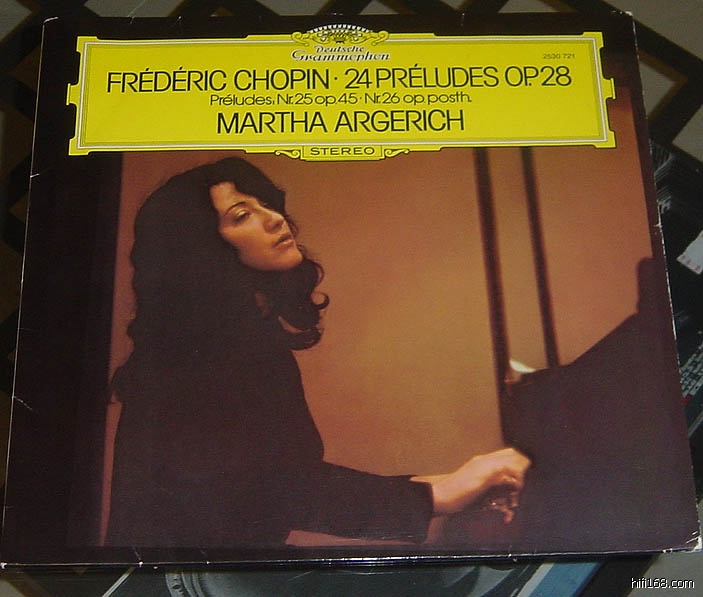 Deutsche
Grammophon
2530 721
FRÉDÉRIC CHOPIN · 24 PRÉLUDES OP.28
Préludes, Nr.25 op.45 · Nr.26 op. posth.
MARTHA ARGERICH
STEREO
hifi168.com